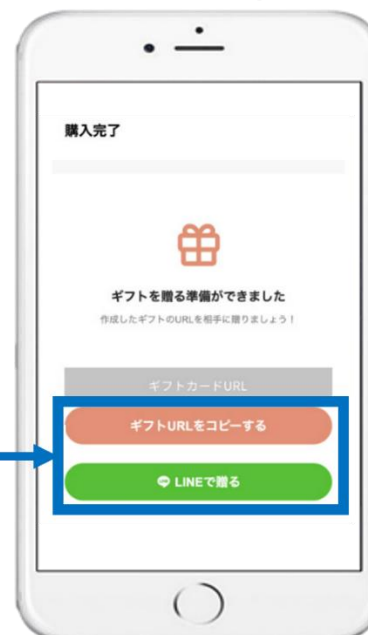 購入完了
ギフトを贈る準備ができました
作成したギフトのURLを相手に贈りましょう！
ギフトカードURL
ギフトURLをコピーする
LINEで贈る